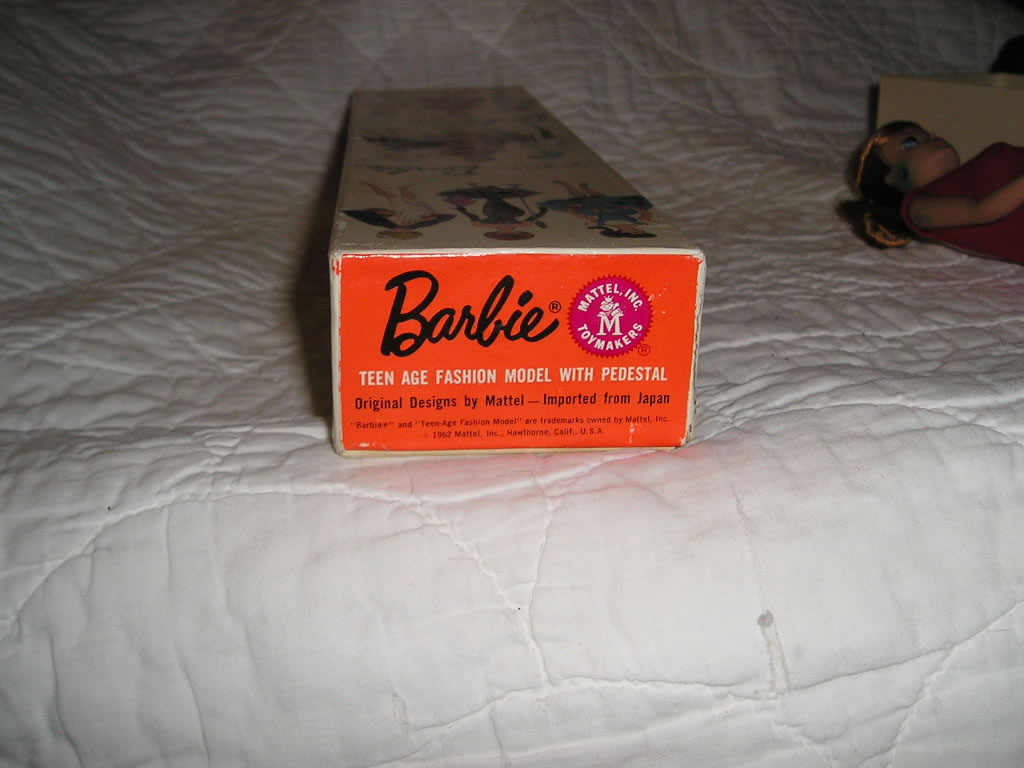 Barbie®
MATTEL, INC.
M
TOYMAKERS
®
TEEN AGE FASHION MODEL WITH PEDESTAL
Original Designs by Mattel — Imported from Japan
"Barbie®" and "Teen-Age Fashion Model" are trademarks owned by Mattel, Inc.
© 1962 Mattel, Inc., Hawthorne, Calif., U.S.A.